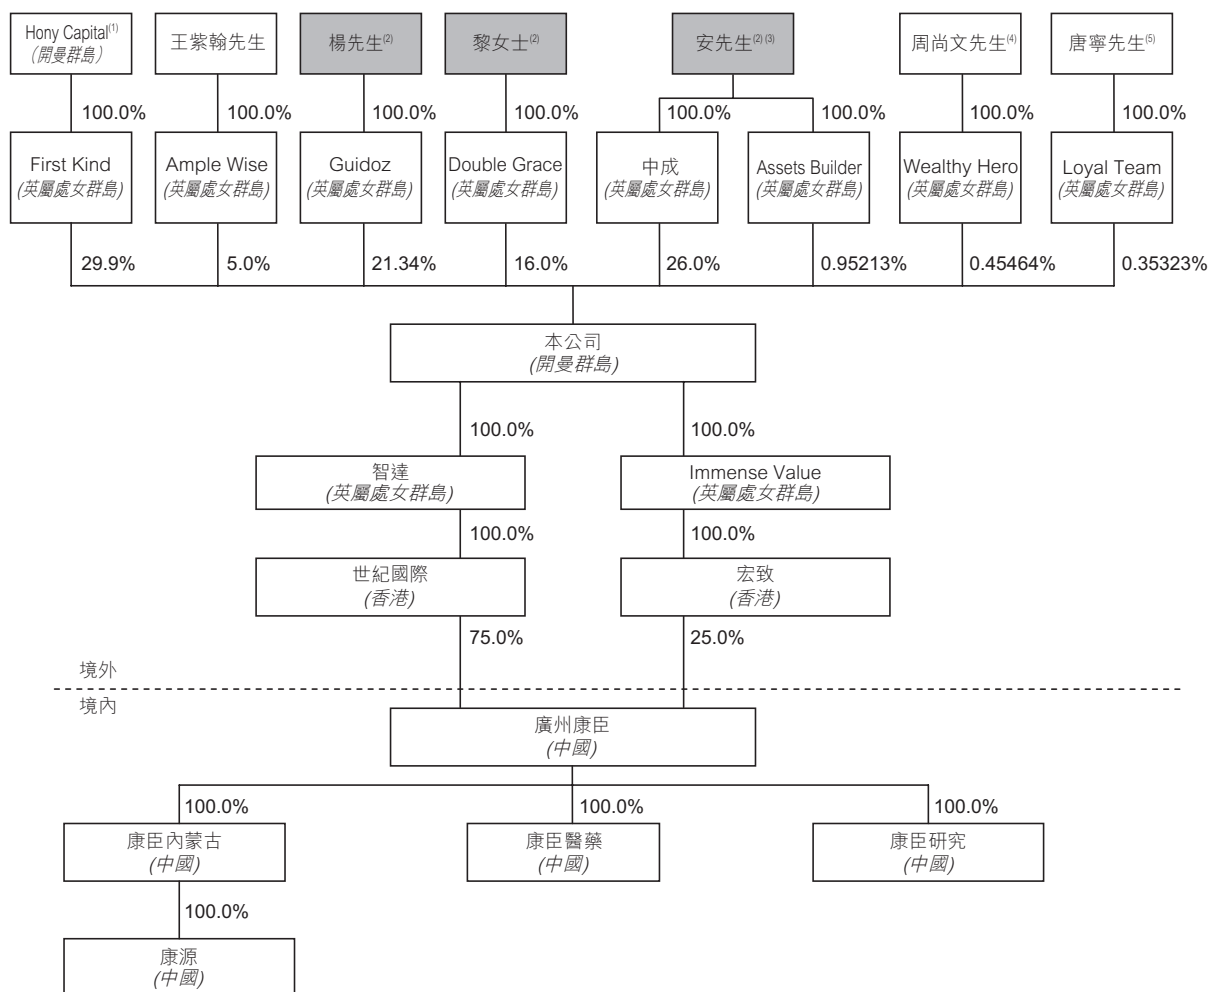 Hony Capital(1)
(開曼群島)
王紫翰先生
楊先生(2)
黎女士(2)
安先生(2) (3)
周尚文先生(4)
唐寧先生(5)
100.0%
100.0%
100.0%
100.0%
100.0%
100.0%
100.0%
100.0%
First Kind
(英屬處女群島)
Ample Wise
(英屬處女群島)
Guidoz
(英屬處女群島)
Double Grace
(英屬處女群島)
中成
(英屬處女群島)
Assets Builder
(英屬處女群島)
Wealthy Hero
(英屬處女群島)
Loyal Team
(英屬處女群島)
29.9%
5.0%
21.34%
16.0%
26.0%
0.95213%
0.45464%
0.35323%
本公司
(開曼群島)
100.0%
100.0%
智達
(英屬處女群島)
Immense Value
(英屬處女群島)
100.0%
100.0%
世紀國際
(香港)
宏致
(香港)
75.0%
25.0%
境外
境內
廣州康臣
(中國)
100.0%
100.0%
100.0%
康臣內蒙古
(中國)
康臣醫藥
(中國)
康臣研究
(中國)
100.0%
康源
(中國)